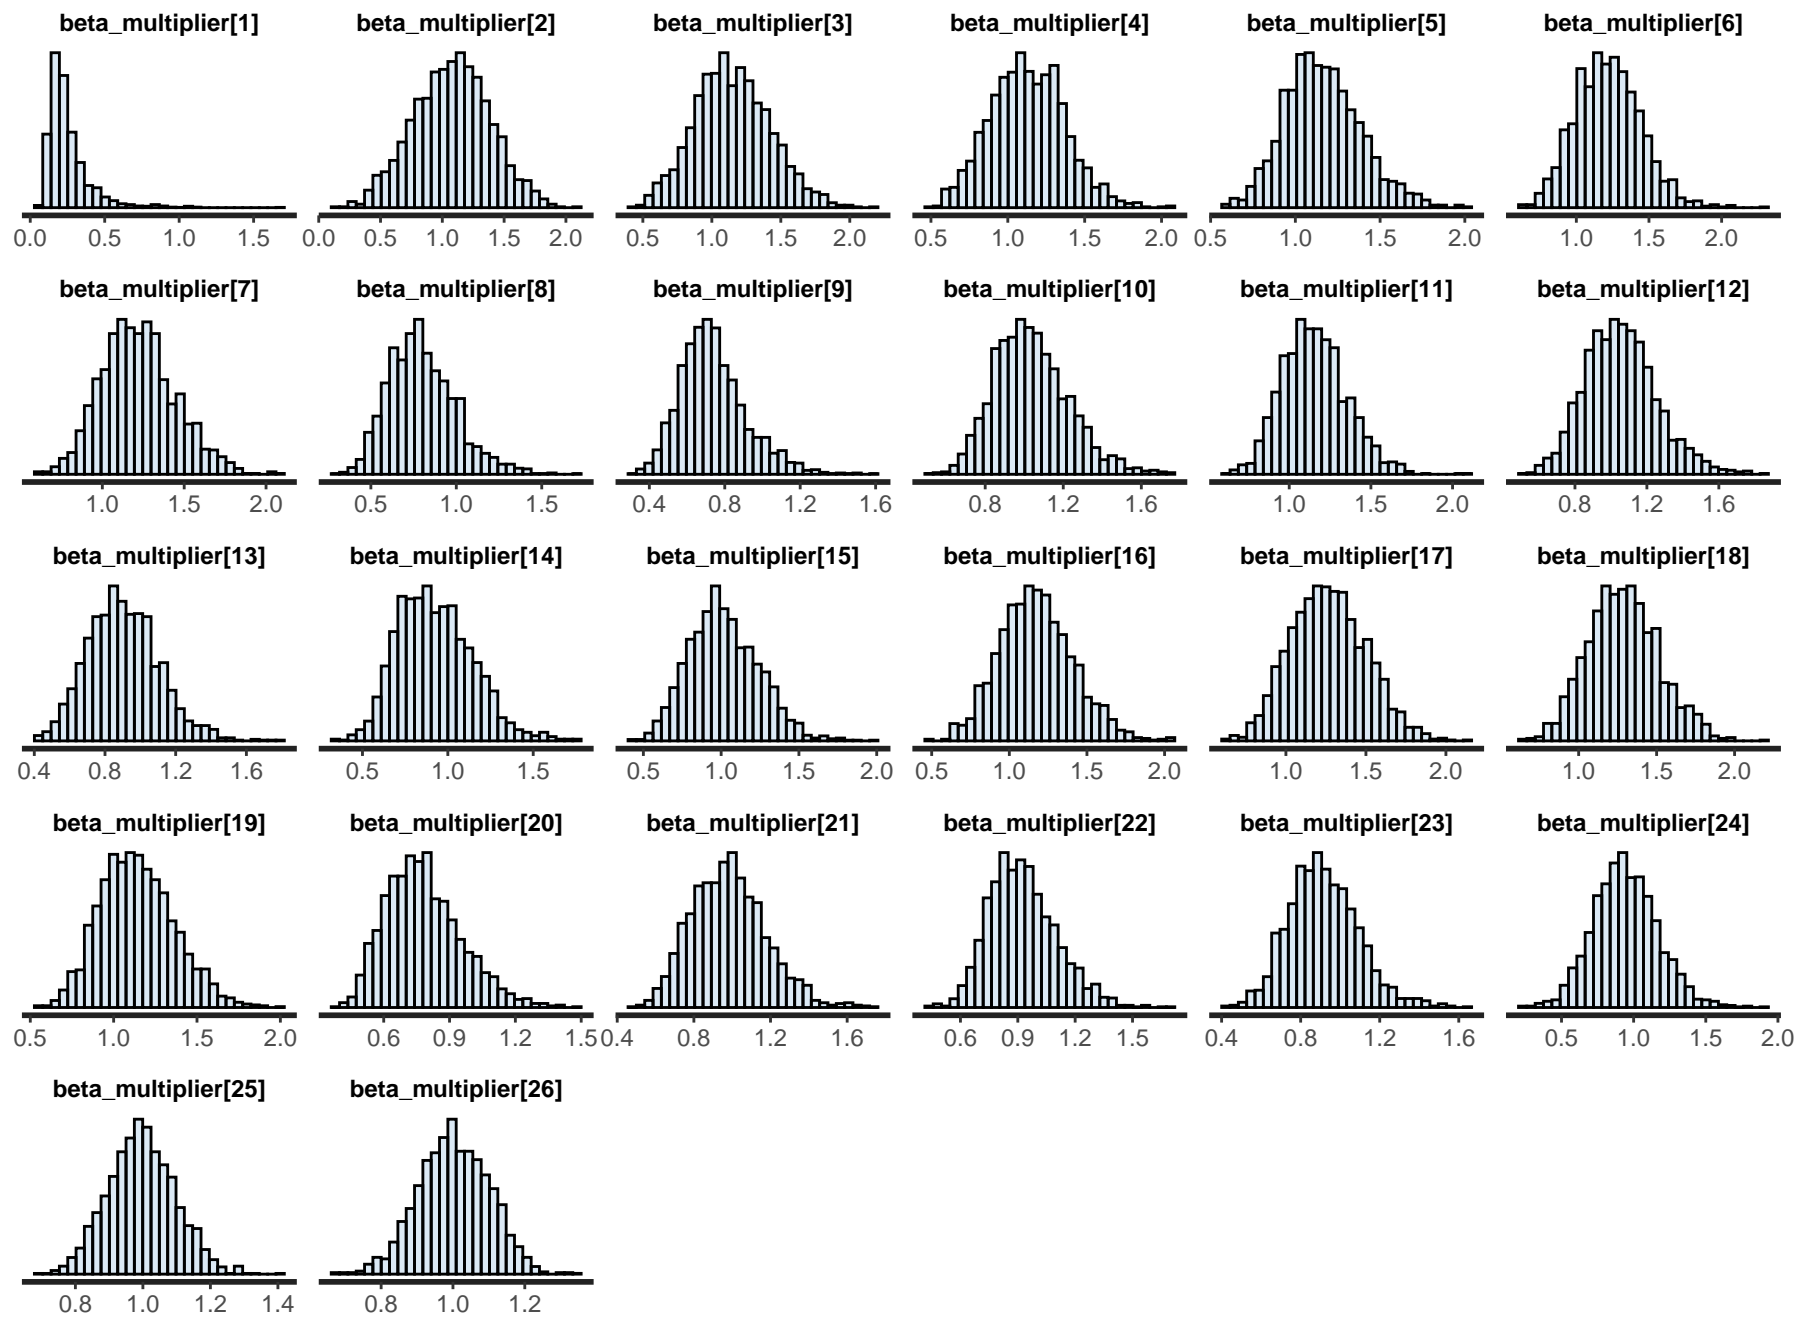 beta_multiplier[1] beta_multiplier[2] beta_multiplier[3] beta_multiplier[4] beta_multiplier[5] beta_multiplier[6]
0.0 0.5 1.0 1.5 0.0 0.5 1.0 1.5 2.0 0.5 1.0 1.5 2.0 0.5 1.0 1.5 2.0 0.5 1.0 1.5 2.0 1.0 1.5 2.0
beta_multiplier[7] beta_multiplier[8] beta_multiplier[9] beta_multiplier[10] beta_multiplier[11] beta_multiplier[12]
1.0 1.5 2.0 0.5 1.0 1.5 0.4 0.8 1.2 1.6 0.8 1.2 1.6 1.0 1.5 2.0 0.8 1.2 1.6
beta_multiplier[13] beta_multiplier[14] beta_multiplier[15] beta_multiplier[16] beta_multiplier[17] beta_multiplier[18]
0.4 0.8 1.2 1.6 0.5 1.0 1.5 0.5 1.0 1.5 2.0 0.5 1.0 1.5 2.0 1.0 1.5 2.0 1.0 1.5 2.0
beta_multiplier[19] beta_multiplier[20] beta_multiplier[21] beta_multiplier[22] beta_multiplier[23] beta_multiplier[24]
0.5 1.0 1.5 2.0 0.6 0.9 1.2 1.5 0.4 0.8 1.2 1.6 0.6 0.9 1.2 1.5 0.4 0.8 1.2 1.6 0.5 1.0 1.5 2.0
beta_multiplier[25] beta_multiplier[26]
0.8 1.0 1.2 1.4 0.8 1.0 1.2